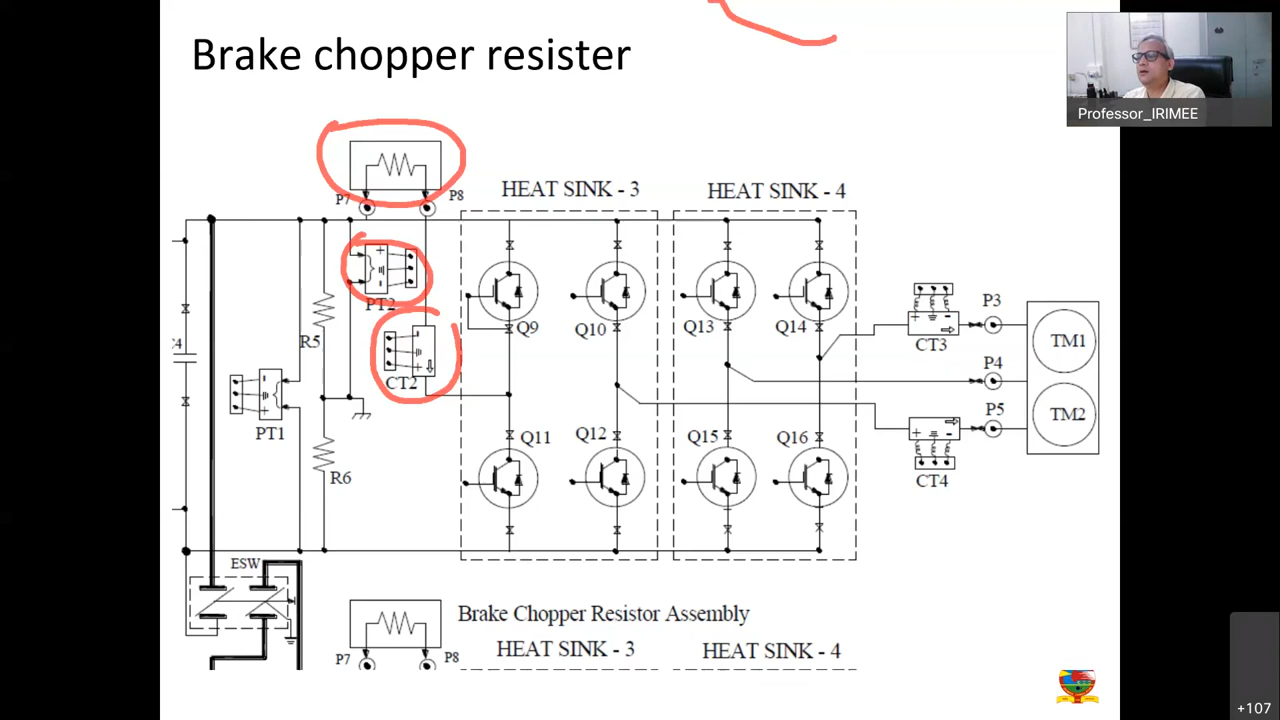 Brake chopper resister
Professor_IRIMEE
P7
P8
HEAT SINK - 3
HEAT SINK - 4
PT2
Q9
Q10
Q13
Q14
CT3
P3
TM1
R5
CT2
C4
P4
PT1
P5
TM2
Q11
Q12
Q15
Q16
R6
CT4
ESW
Brake Chopper Resistor Assembly
HEAT SINK - 3
HEAT SINK - 4
P7
P8
+107